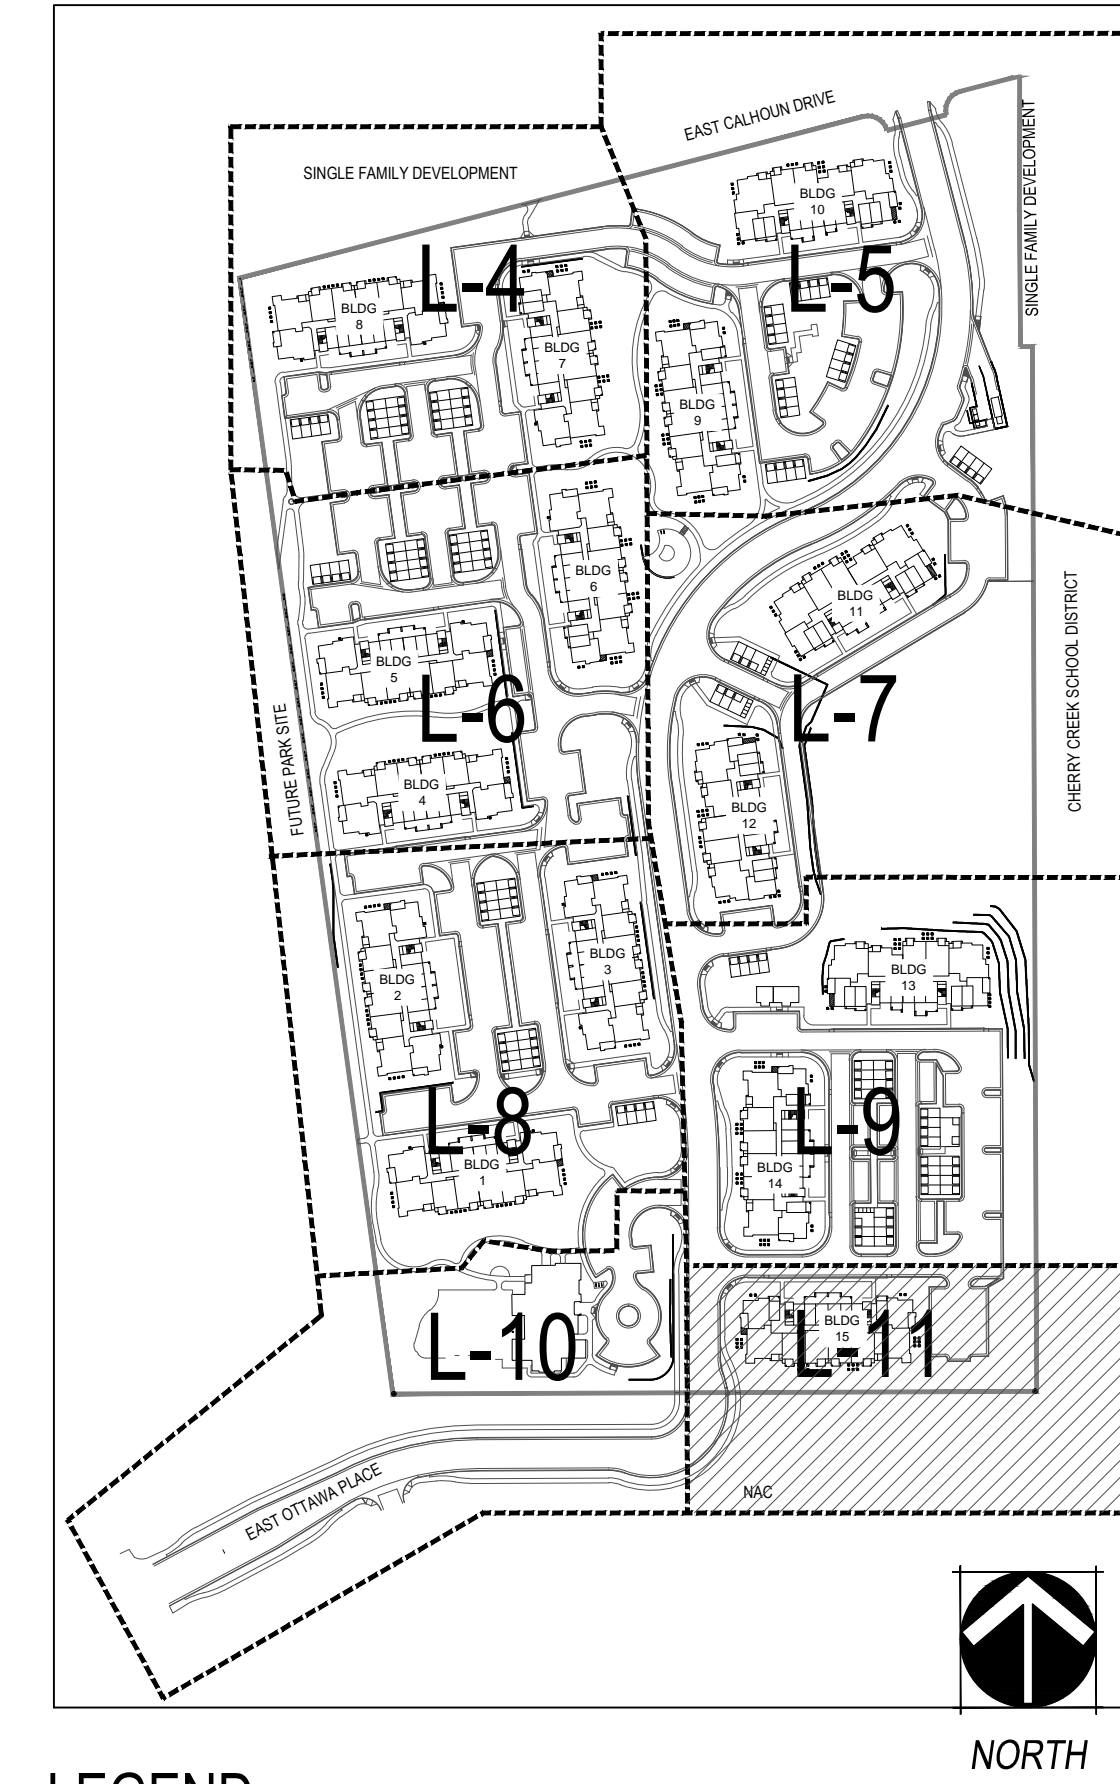 EAST CALHOUN DRIVE
SINGLE FAMILY DEVELOPMENT
SINGLE FAMILY DEVELOPMENT
BLDG
10
L-4
L-5
BLDG
8
BLDG
7
BLDG
9
BLDG
6
BLDG
11
CHERRY CREEK SCHOOL DISTRICT
BLDG
5
L-6
L-7
FUTURE PARK SITE
BLDG
4
BLDG
12
BLDG
3
BLDG
2
BLDG
13
L-8
L-9
BLDG
1
BLDG
14
L-10
BLDG
15
L-11
EAST OTTAWA PLACE
NAC
NORTH
LEGEND